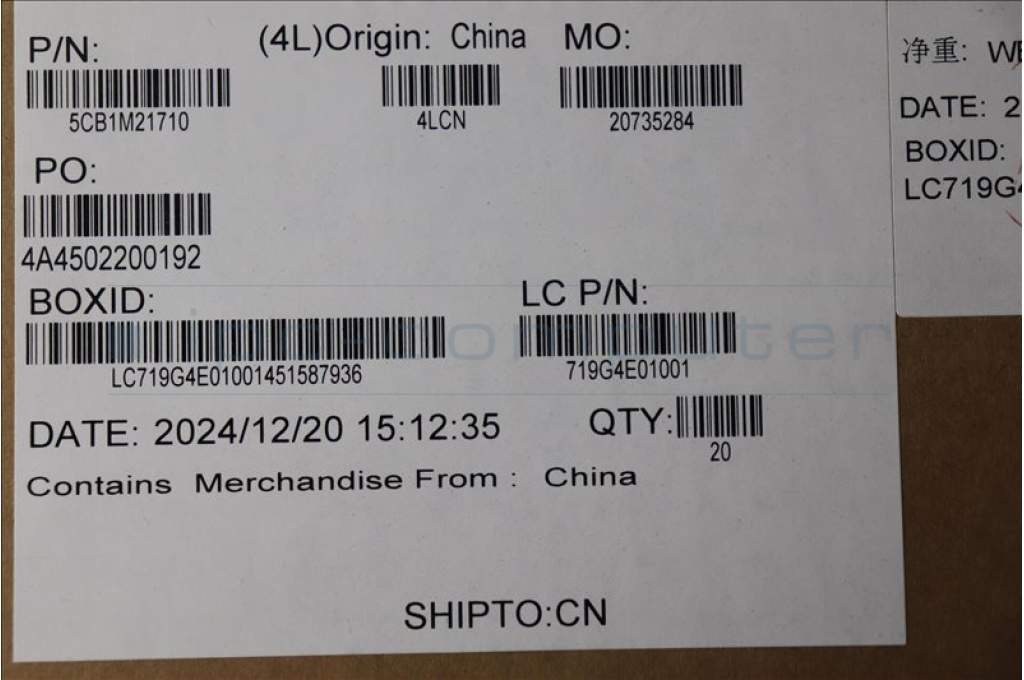 P/N: (4L)Origin: China MO:
5CB1M21710 4LCN 20735284
PO:
4A4502200192
BOXID: LC P/N:
LC719G4E01001451587936 719G4E01001
DATE: 2024/12/20 15:12:35 QTY:
20
Contains Merchandise From : China
SHIPTO:CN
净重:
DATE: 2
BOXID:
LC719G